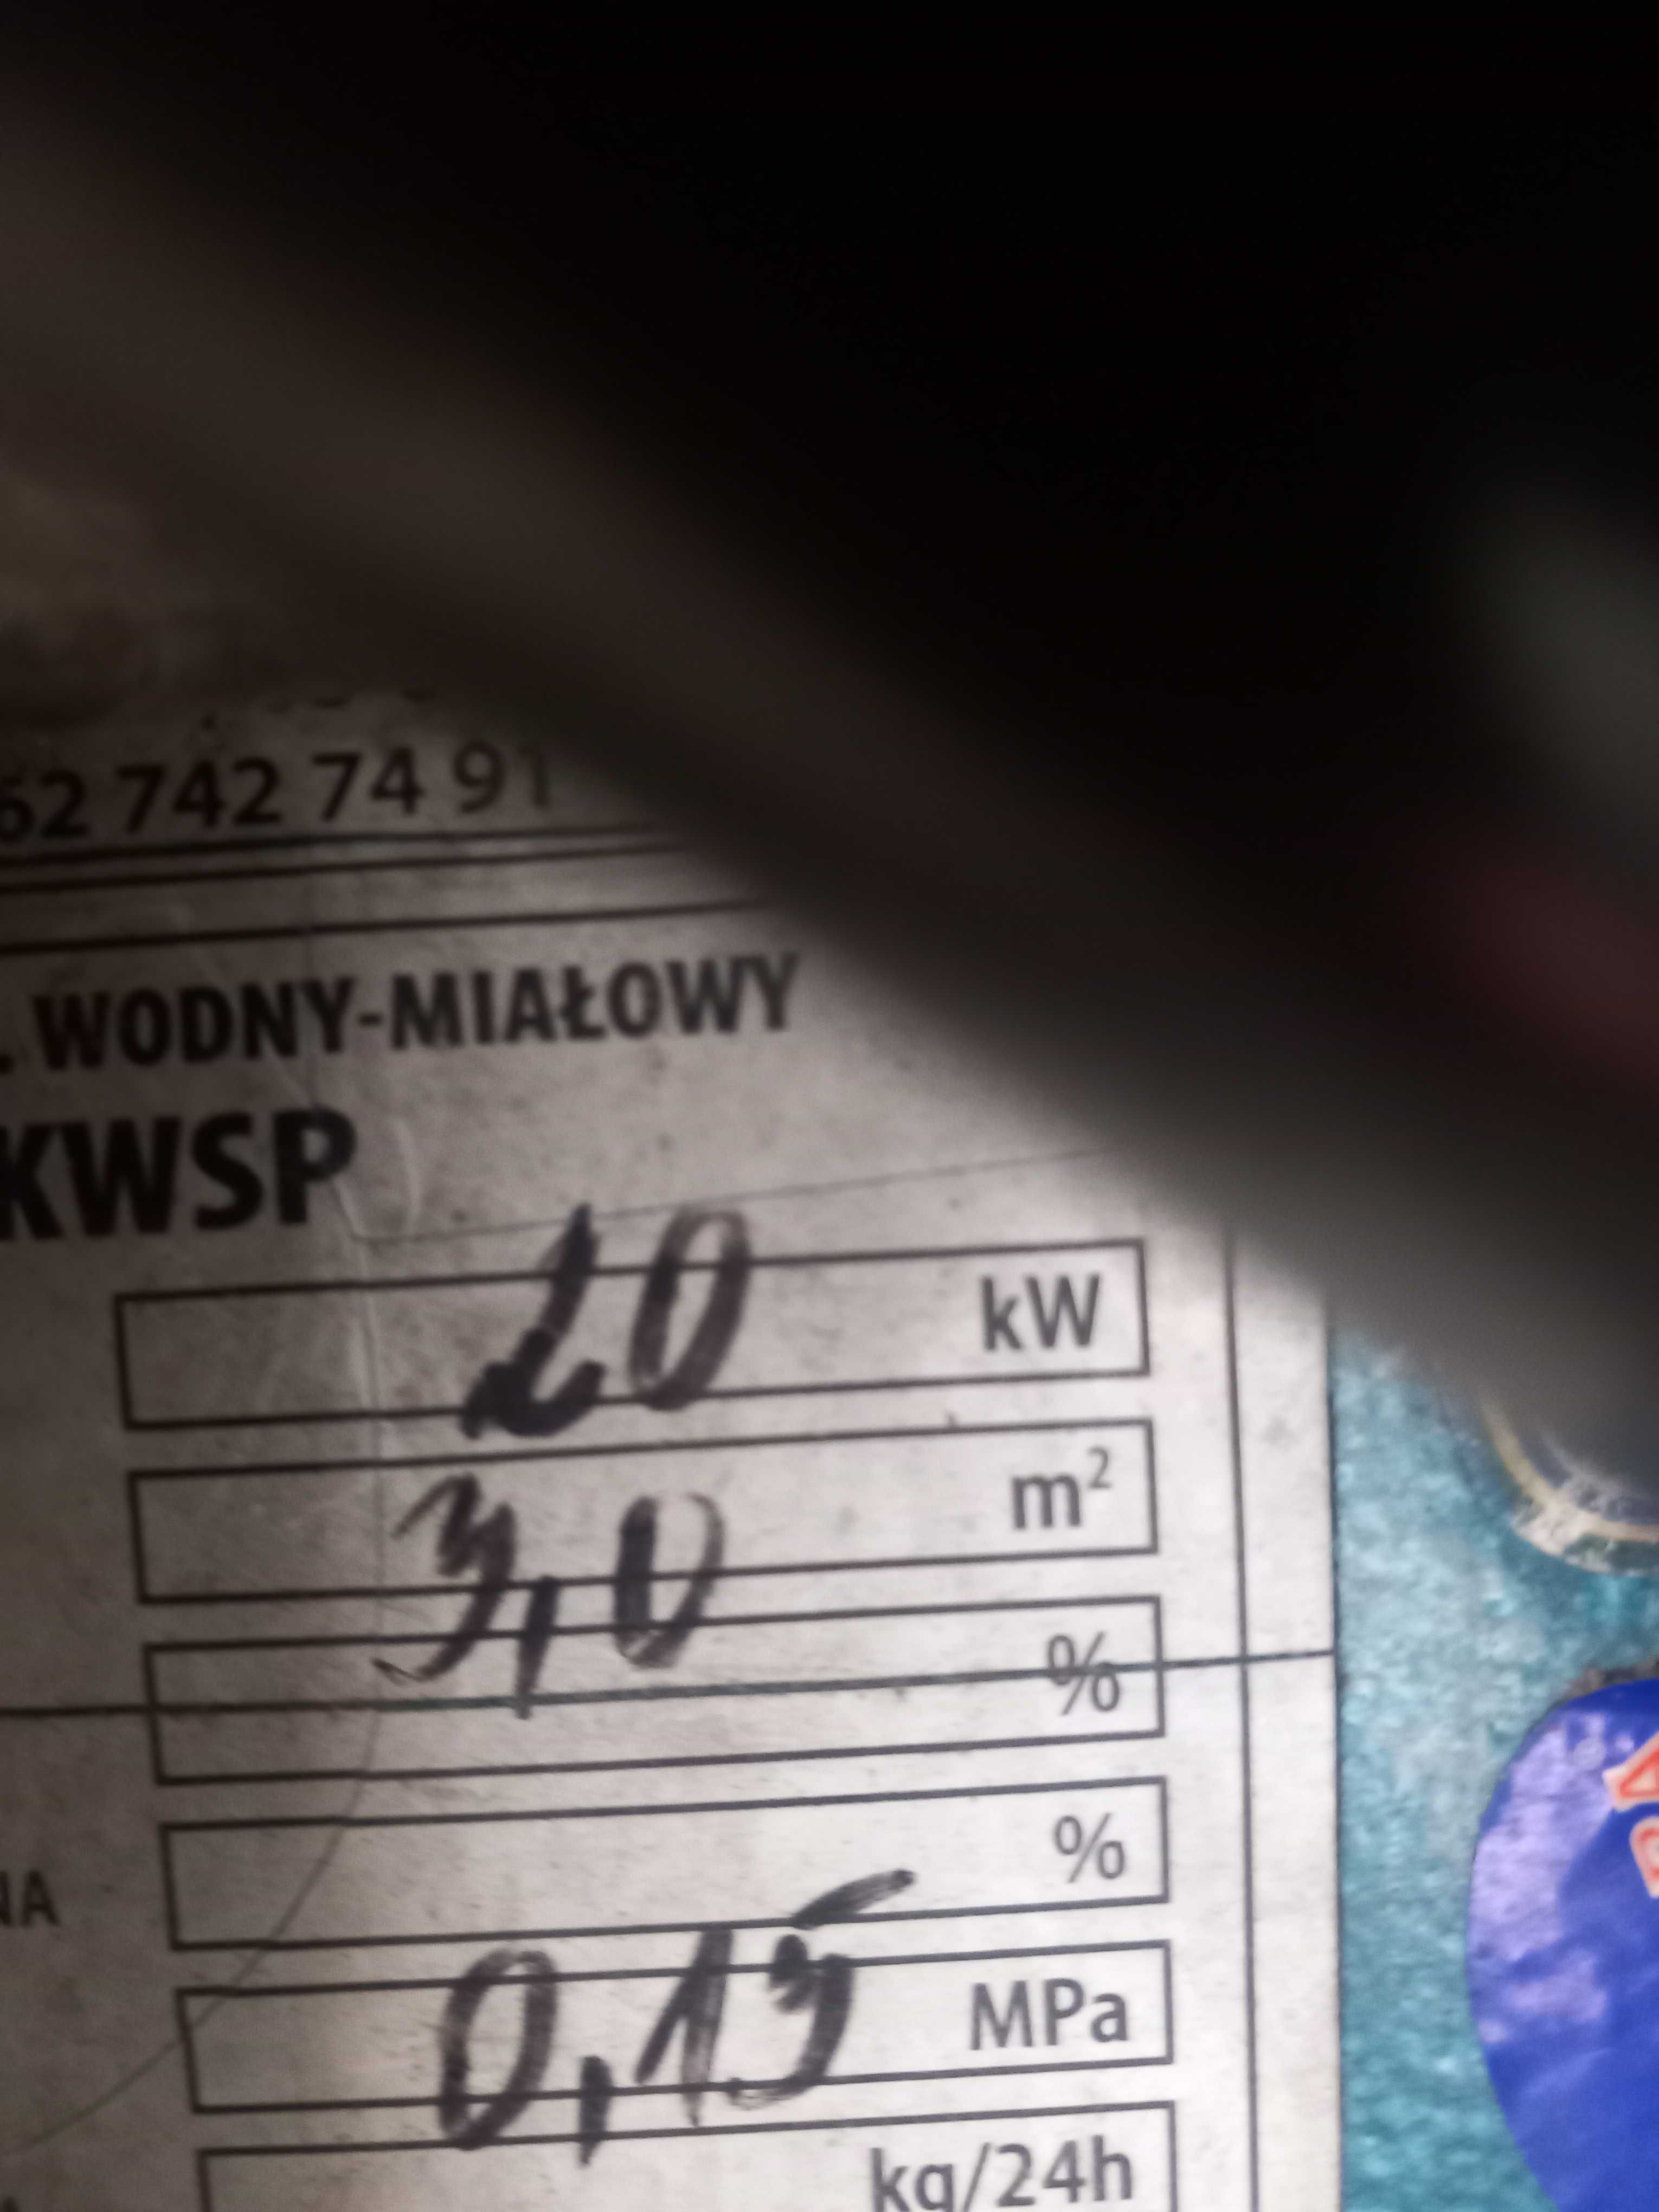 62 742 74 91
. WODNY-MIAŁOWY
KWSP
20 kW
3,0 m²
%
%
NA
0,15 MPa
kg/24h